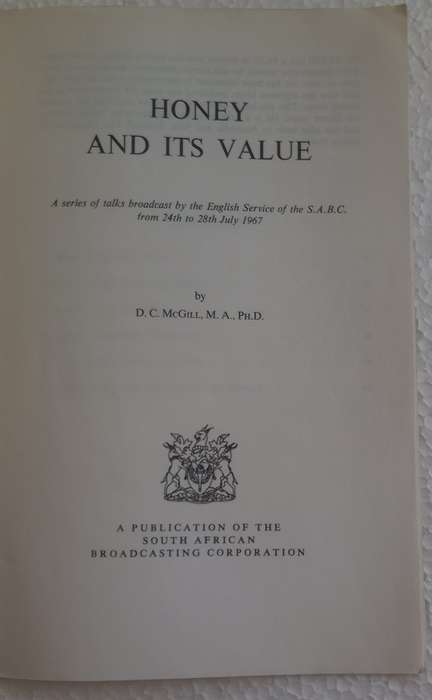 HONEY
AND ITS VALUE
A series of talks broadcast by the English Service of the S.A.B.C.
from 24th to 28th July 1967
by
D. C. McGILL, M. A., PH.D.
A PUBLICATION OF THE
SOUTH AFRICAN
BROADCASTING CORPORATION